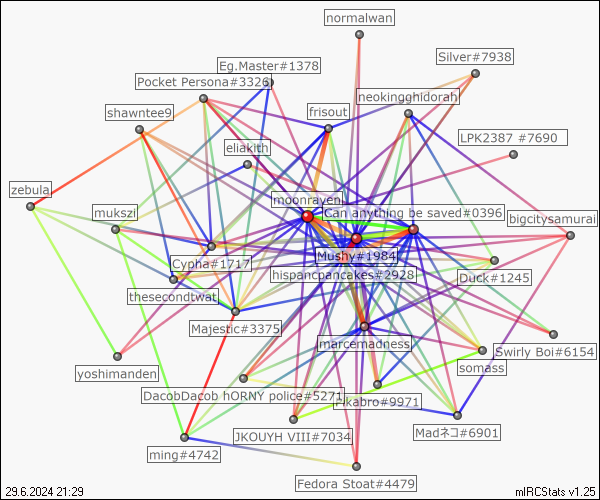 normalwan
Silver#7938
Eg.Master#1378
Pocket Persona#3326
neokingghidorah
shawntee9
frisout
LPK2387 #7690
eliakith
zebula
moonraven
mukszi
Can anything be saved#0396
bigcitysamurai
Mushy#1984
Cypha#1717
hispancpancakes#2928
Duck#1245
thesecondtwat
Majestic#3375
marcemadness
Swirly Boi#6154
somass
yoshimanden
DacobDacob hORNY police#5271
Pikabro#9971
Madネコ#6901
JKOUYH VIII#7034
ming#4742
Fedora Stoat#4479
29.6.2024 21:29
mIRCStats v1.25